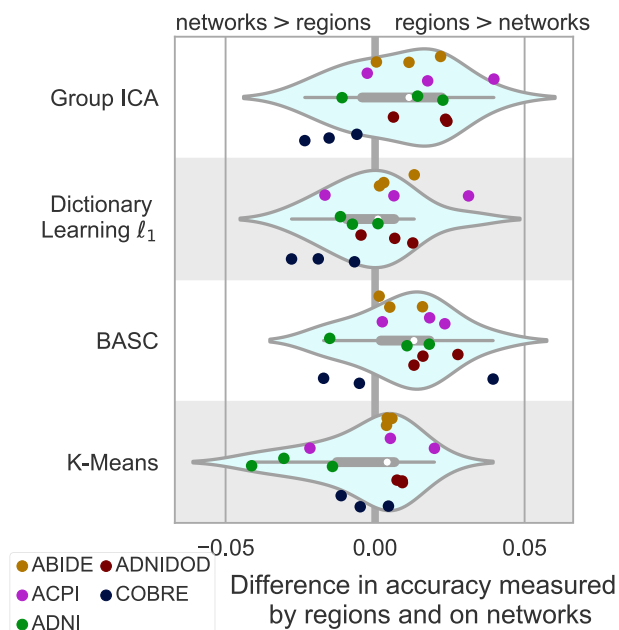 networks > regions regions > networks
Group ICA
Dictionary
Learning ℓ₁
BASC
K-Means
−0.05 0.00 0.05
ABIDE ADNIDOD
ACPI COBRE
ADNI
Difference in accuracy measured
by regions and on networks